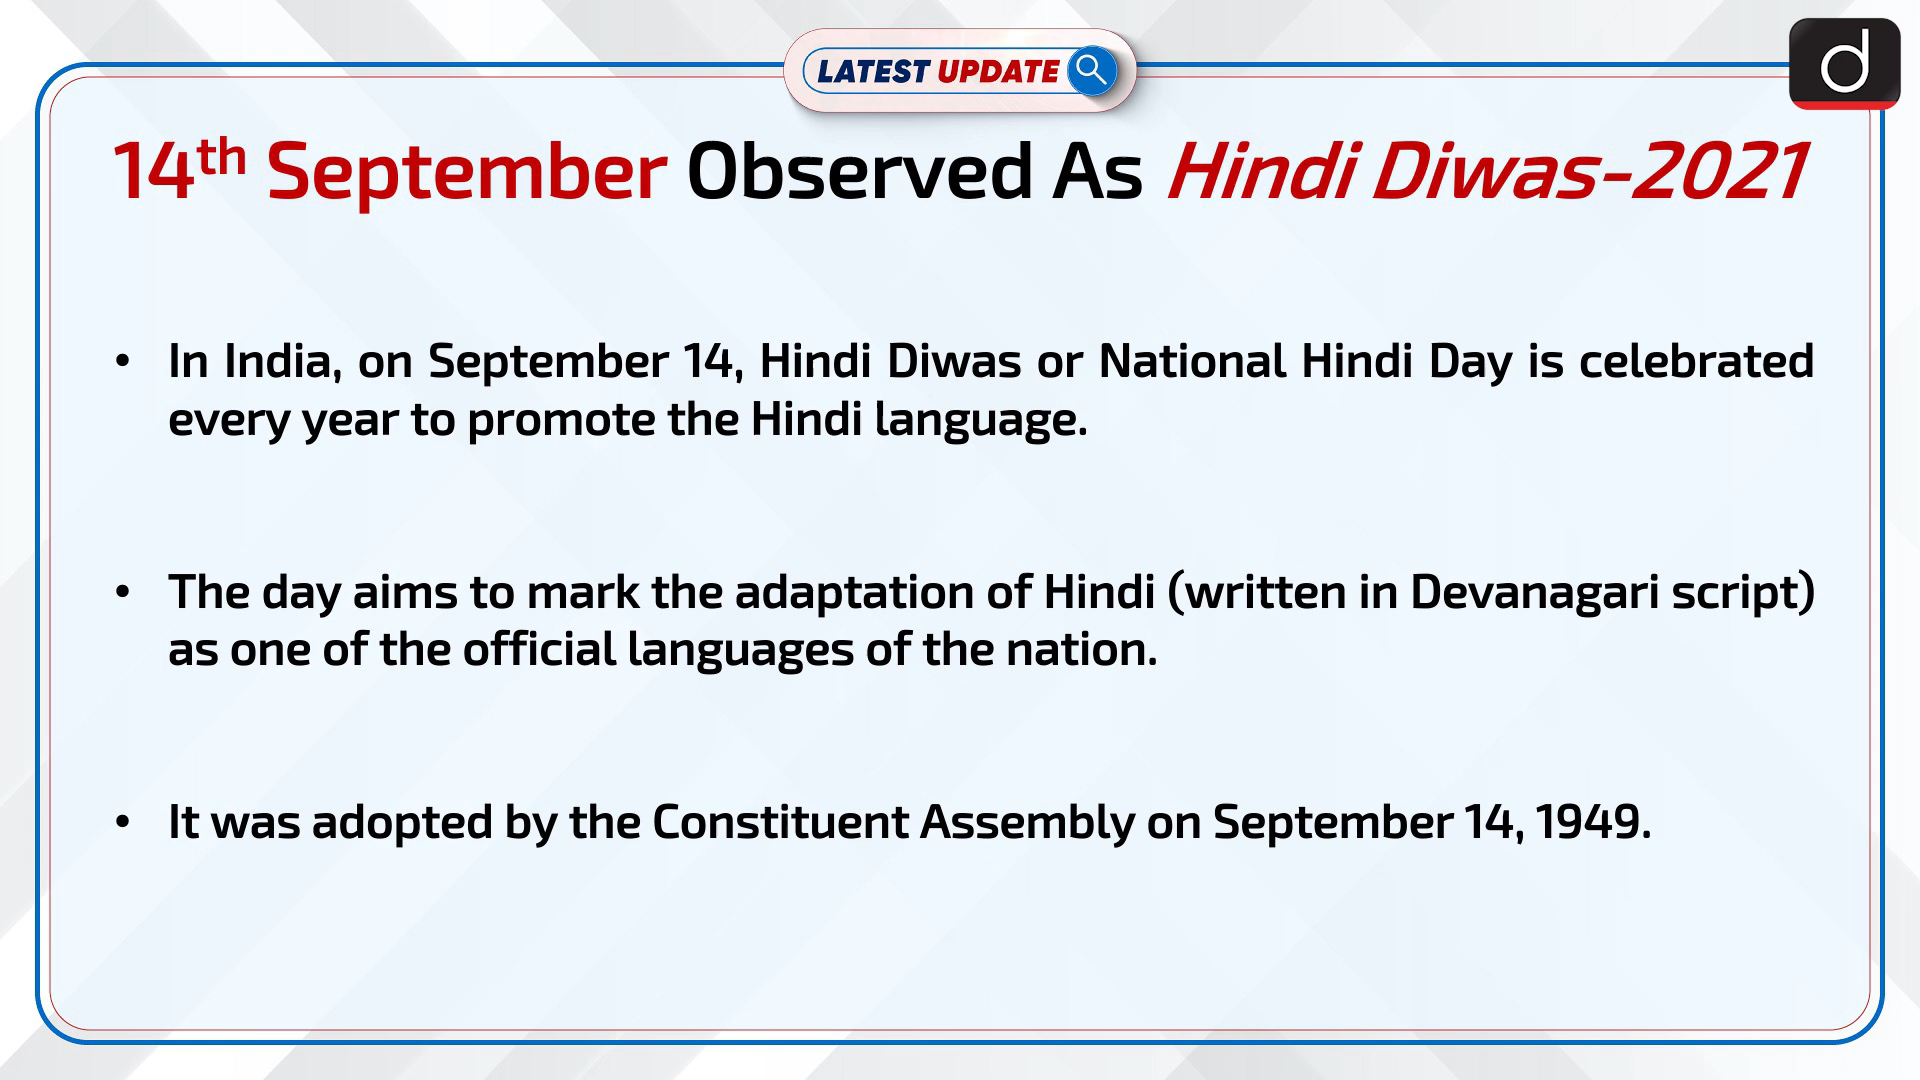 LATEST UPDATE
d
14th September Observed As Hindi Diwas-2021
• In India, on September 14, Hindi Diwas or National Hindi Day is celebrated
every year to promote the Hindi language.
• The day aims to mark the adaptation of Hindi (written in Devanagari script)
as one of the official languages of the nation.
• It was adopted by the Constituent Assembly on September 14, 1949.